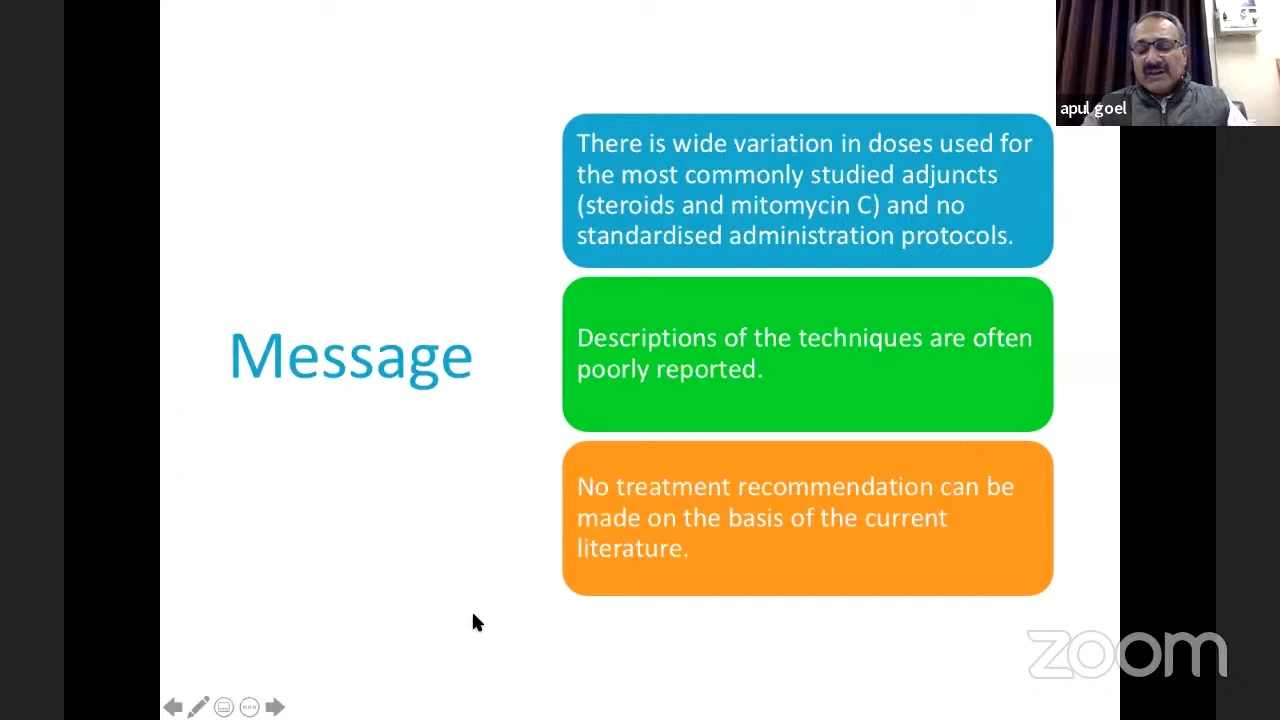 apul goel
There is wide variation in doses used for
the most commonly studied adjuncts
(steroids and mitomycin C) and no
standardised administration protocols.
Message
Descriptions of the techniques are often
poorly reported.
No treatment recommendation can be
made on the basis of the current
literature.
zoom